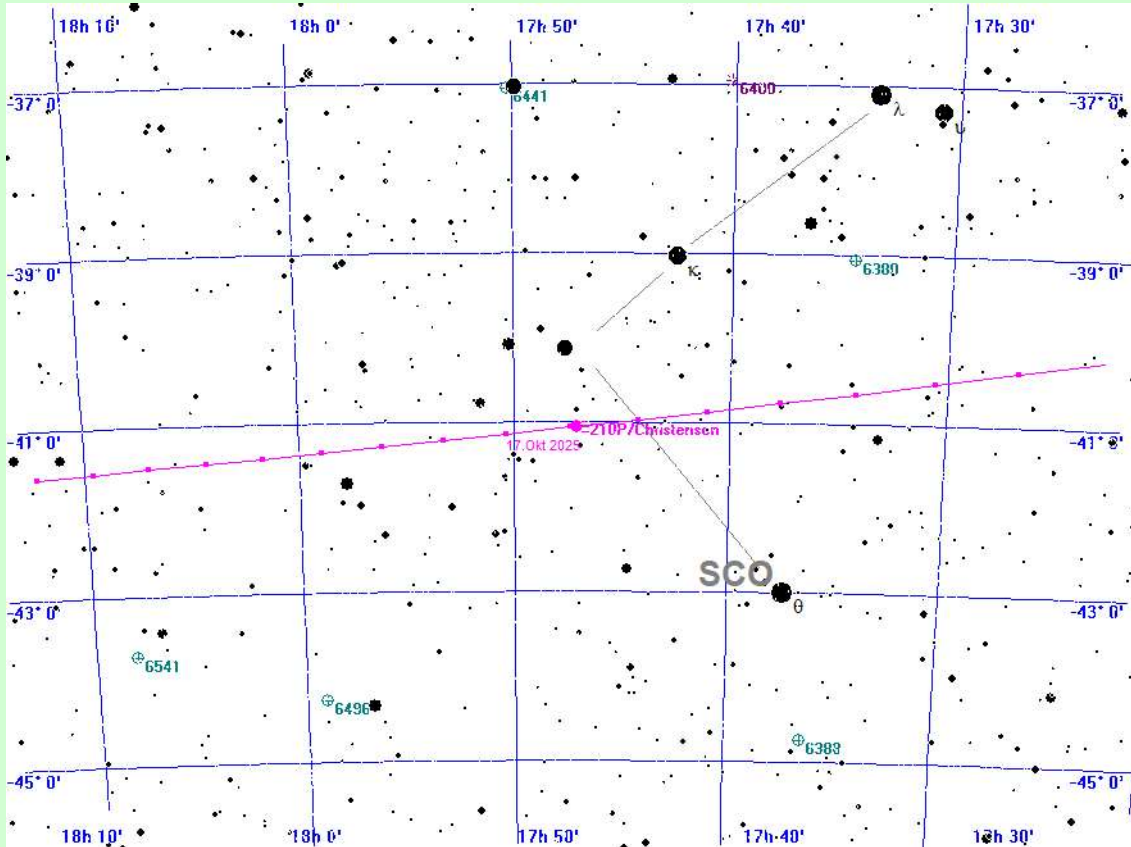 18h 10' 18h 0' 17h 50' 17h 40' 17h 30'
6441 6400
-37° 0' λ υ -37° 0'
κ 6380
-39° 0' -39° 0'
210P/Christensen
17.Okt 2025
-41° 0' -41° 0'
SCO
θ
-43° 0' -43° 0'
6541
6496
6388
-45° 0' -45° 0'
18h 10' 18h 0' 17h 50' 17h 40' 17h 30'